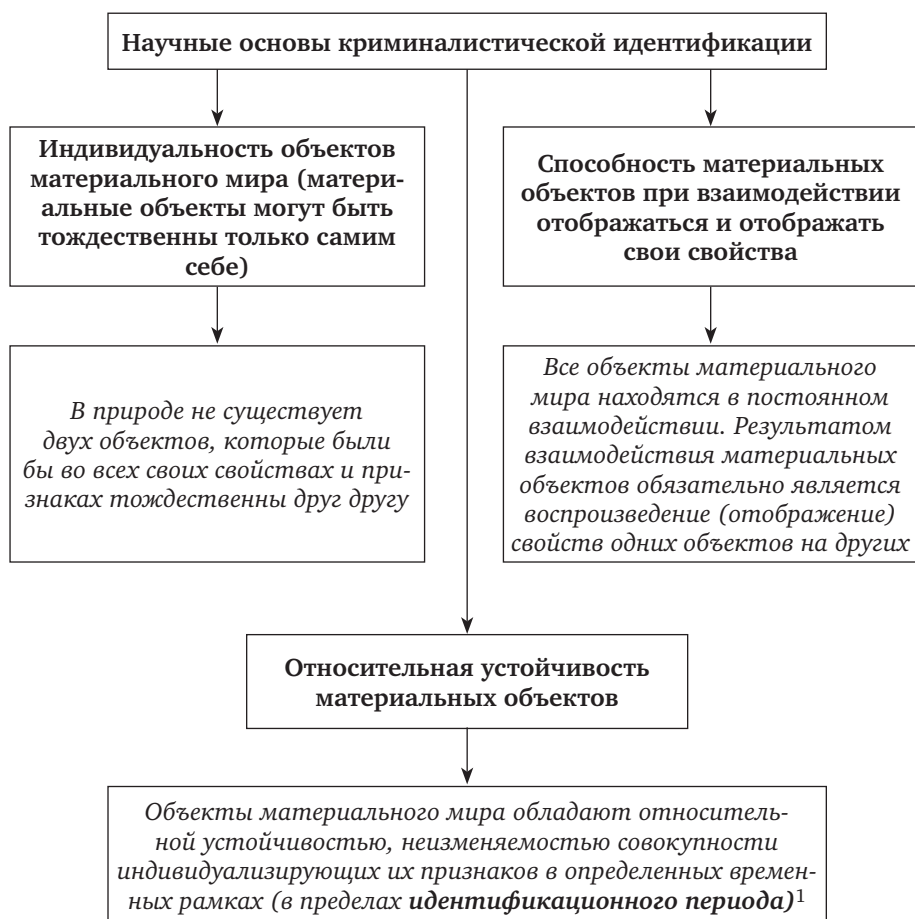 Научные основы криминалистической идентификации
Индивидуальность объектов
материального мира (матери-
альные объекты могут быть
тождественны только самим
себе)
Способность материальных
объектов при взаимодействии
отображаться и отображать
свои свойства
В природе не существует
двух объектов, которые были
бы во всех своих свойствах и при-
знаках тождественны друг другу
Все объекты материального
мира находятся в постоянном
взаимодействии. Результатом
взаимодействия материальных
объектов обязательно является
воспроизведение (отображение)
свойств одних объектов на других
Относительная устойчивость
материальных объектов
Объекты материального мира обладают относитель-
ной устойчивостью, неизменяемостью совокупности
индивидуализирующих их признаков в определенных времен-
ных рамках (в пределах идентификационного периода)1